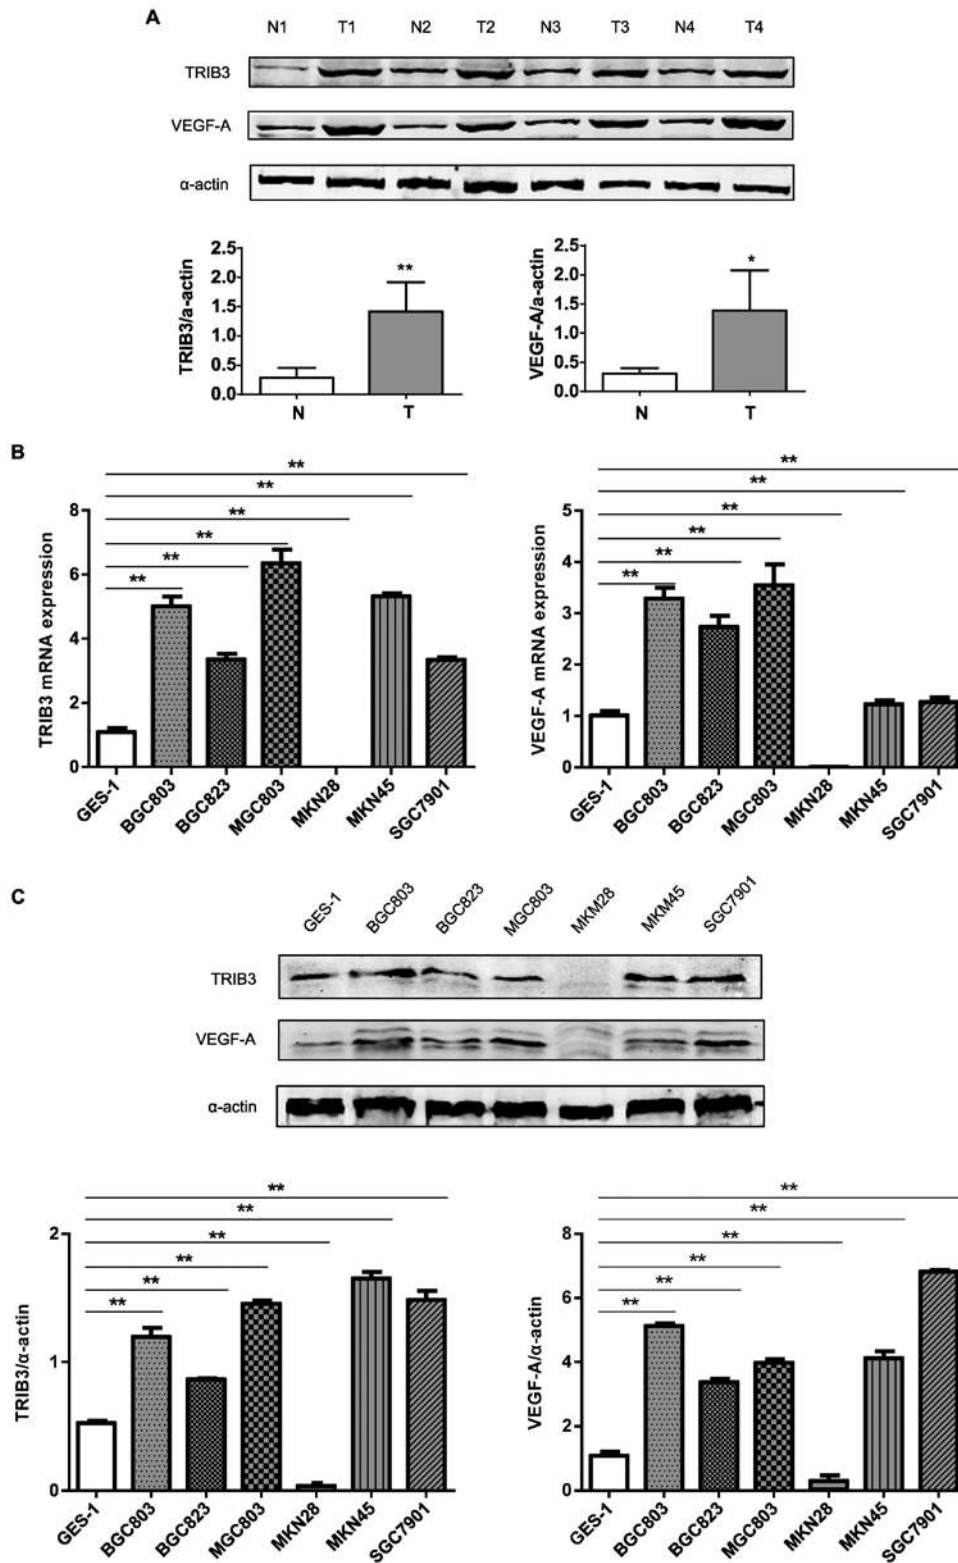 A
N1 T1 N2 T2 N3 T3 N4 T4
TRIB3
VEGF-A
α-actin
TRIB3/a-actin
2.5
2.0
1.5
1.0
0.5
0.0
**
N T
VEGF-A/a-actin
2.5
2.0
1.5
1.0
0.5
0.0
*
N T
B
TRIB3 mRNA expression
8
6
4
2
0
**
**
**
**
**
**
GES-1 BGC803 BGC823 MGC803 MKN28 MKN45 SGC7901
VEGF-A mRNA expression
5
4
3
2
1
0
**
**
**
**
**
**
GES-1 BGC803 BGC823 MGC803 MKN28 MKN45 SGC7901
C
GES-1 BGC803 BGC823 MGC803 MKM28 MKM45 SGC7901
TRIB3
VEGF-A
α-actin
TRIB3/α-actin
2
1
0
**
**
**
**
**
**
GES-1 BGC803 BGC823 MGC803 MKN28 MKN45 SGC7901
VEGF-A/α-actin
8
6
4
2
0
**
**
**
**
**
**
GES-1 BGC803 BGC823 MGC803 MKN28 MKN45 SGC7901